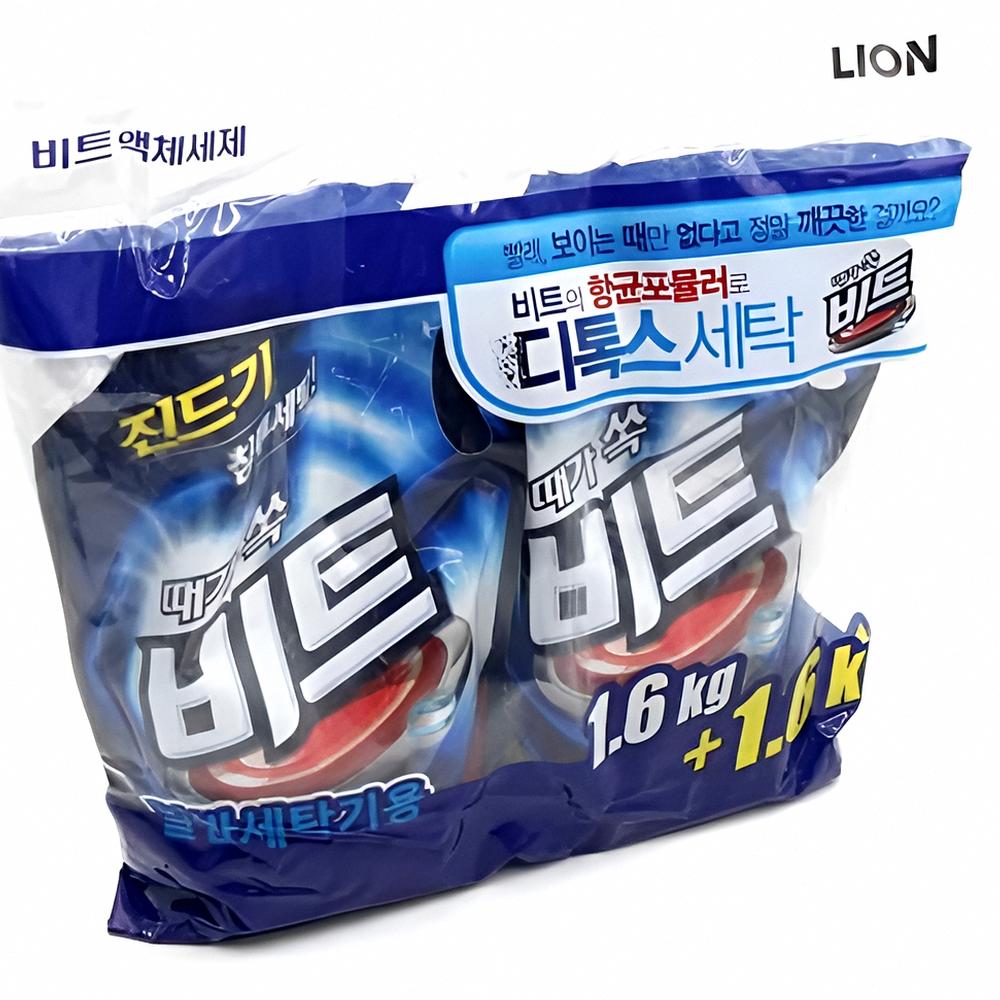 LION
비트액체세제
빨래, 보이는 때만 없다고 정말 깨끗한 걸까요?
비트의 항균포뮬러로
디톡스세탁
때가 쏙
비트
진드기
때가 쏙
비트
때가 쏙
비트
1.6 kg
+1.6 k
세탁기용